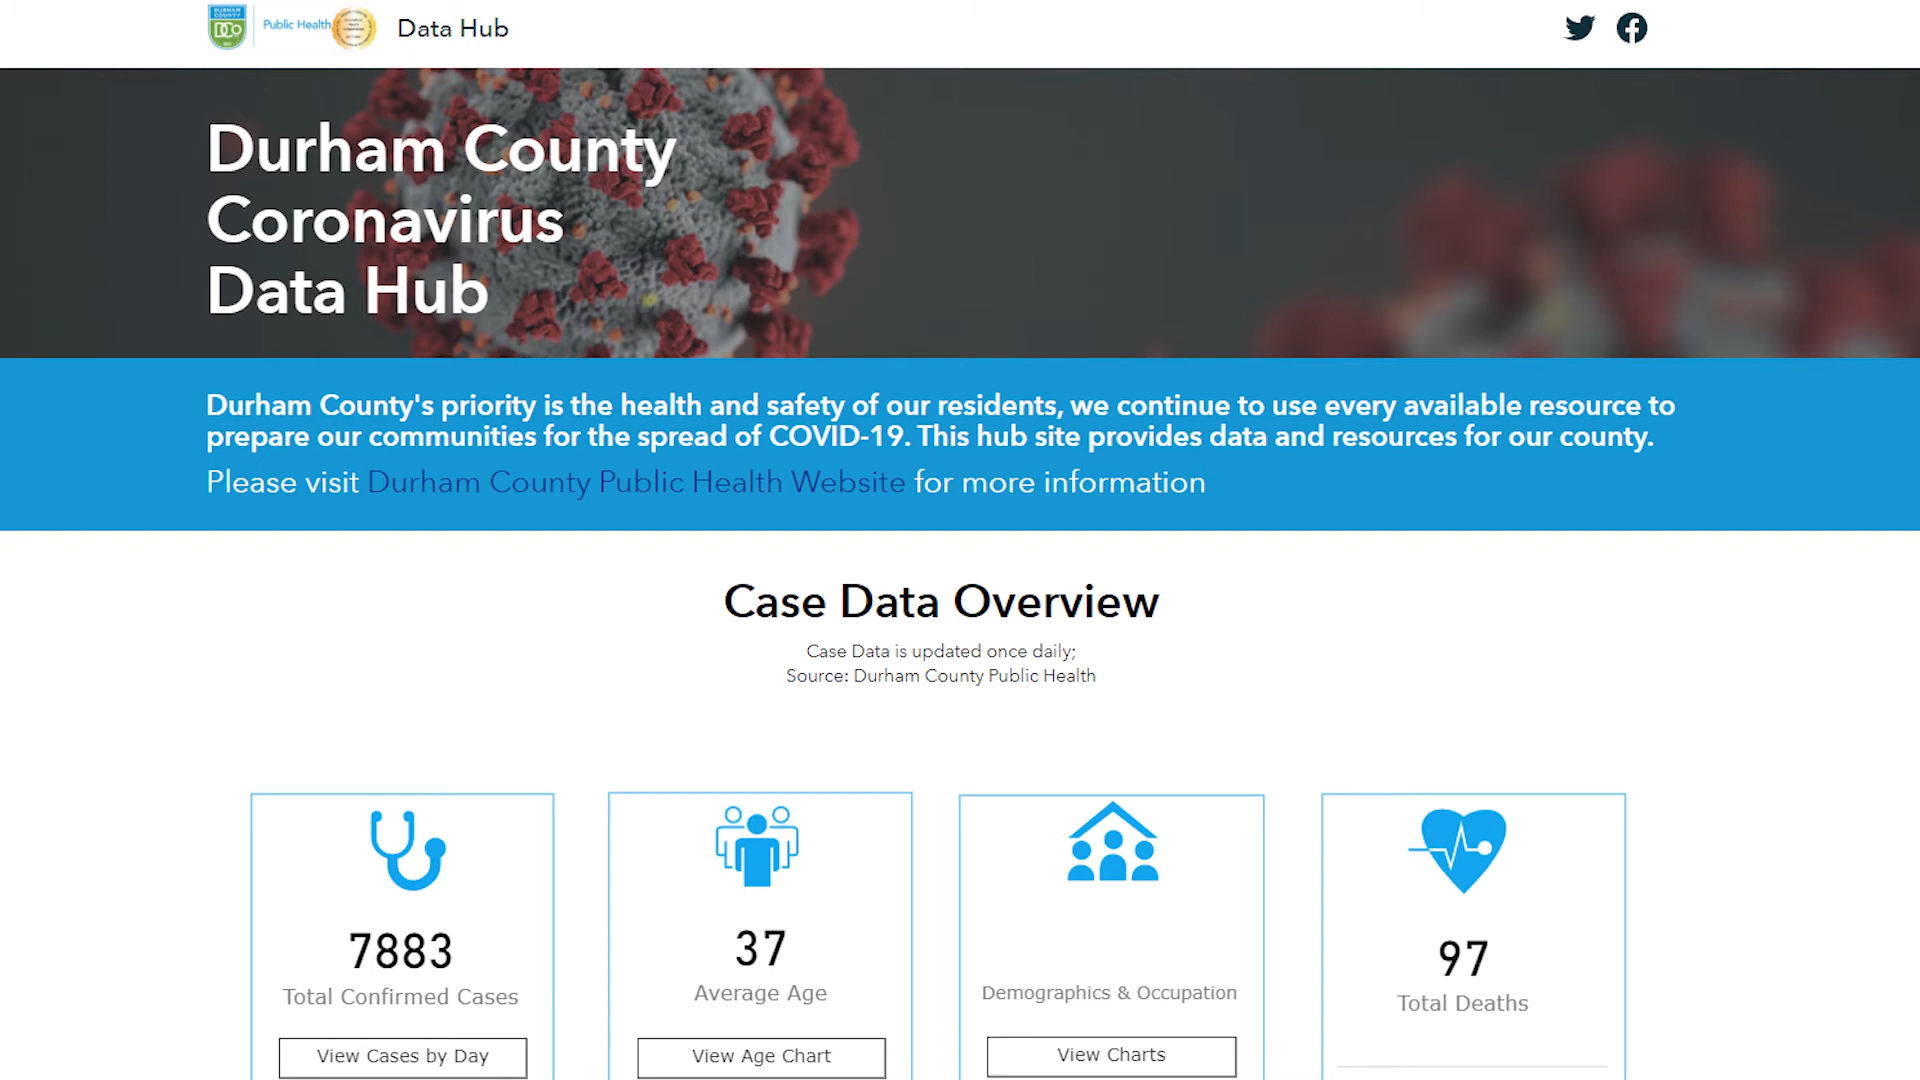 DURHAM COUNTY
DCo
Public Health
Data Hub
Durham County
Coronavirus
Data Hub
Durham County's priority is the health and safety of our residents, we continue to use every available resource to
prepare our communities for the spread of COVID-19. This hub site provides data and resources for our county.
Please visit Durham County Public Health Website for more information
Case Data Overview
Case Data is updated once daily;
Source: Durham County Public Health
7883
Total Confirmed Cases
View Cases by Day
37
Average Age
View Age Chart
Demographics & Occupation
View Charts
97
Total Deaths